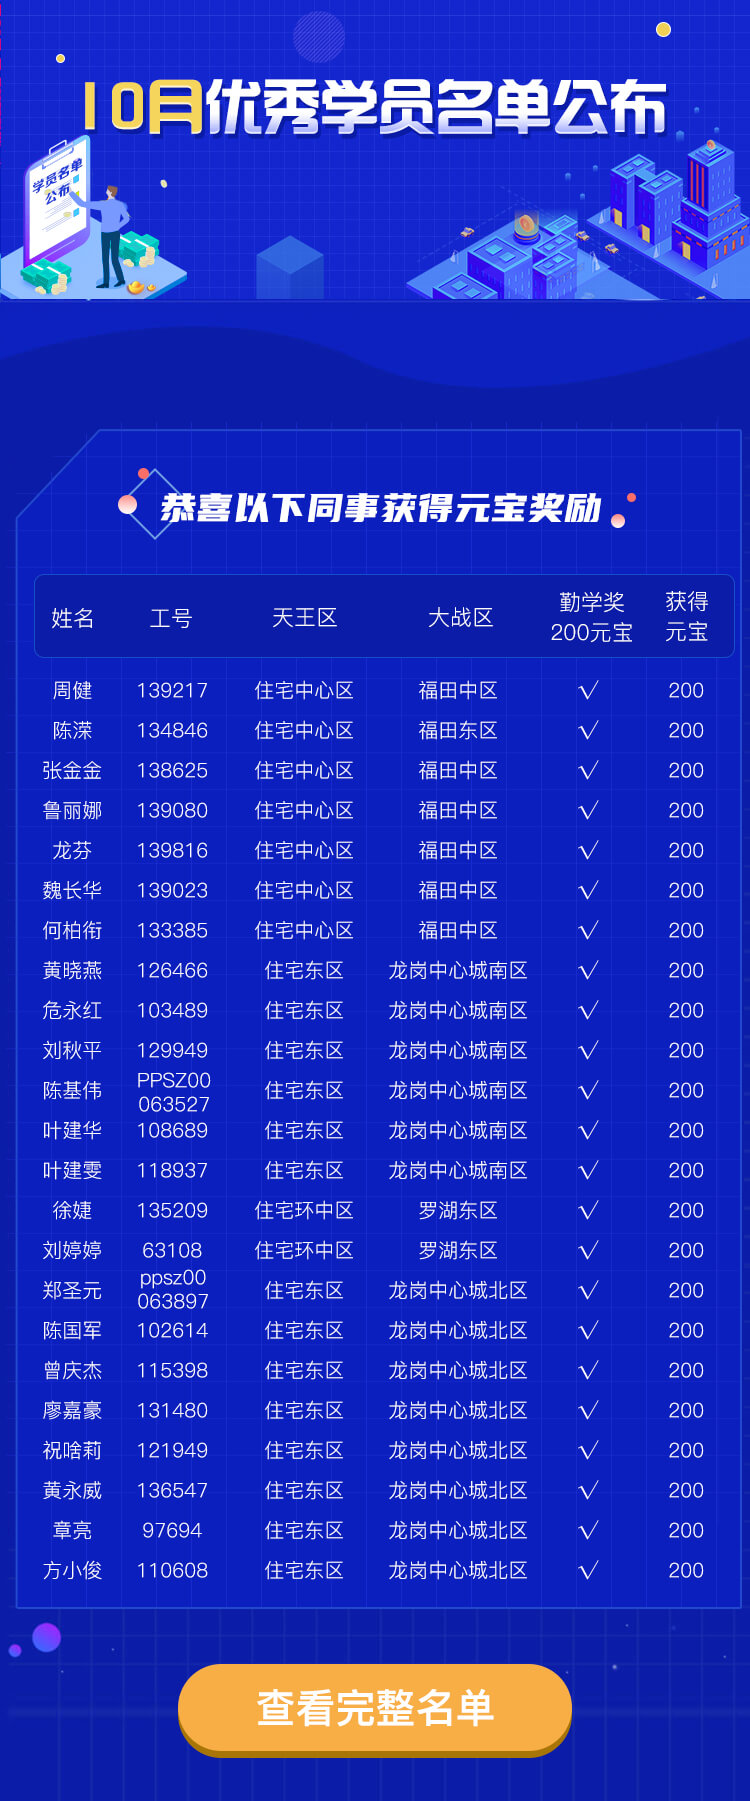 10月优秀学员名单公布
学员名单
公布
恭喜以下同事获得元宝奖励
姓名 工号 天王区 大战区 勤学奖 200元宝 获得 元宝
周健 139217 住宅中心区 福田中区 √ 200
陈滢 134846 住宅中心区 福田东区 √ 200
张金金 138625 住宅中心区 福田中区 √ 200
鲁丽娜 139080 住宅中心区 福田中区 √ 200
龙芬 139816 住宅中心区 福田中区 √ 200
魏长华 139023 住宅中心区 福田中区 √ 200
何柏衔 133385 住宅中心区 福田中区 √ 200
黄晓燕 126466 住宅东区 龙岗中心城南区 √ 200
危永红 103489 住宅东区 龙岗中心城南区 √ 200
刘秋平 129949 住宅东区 龙岗中心城南区 √ 200
陈基伟 PPSZ00 063527 住宅东区 龙岗中心城南区 √ 200
叶建华 108689 住宅东区 龙岗中心城南区 √ 200
叶建雯 118937 住宅东区 龙岗中心城南区 √ 200
徐婕 135209 住宅环中区 罗湖东区 √ 200
刘婷婷 63108 住宅环中区 罗湖东区 √ 200
郑圣元 ppsz00 063897 住宅东区 龙岗中心城北区 √ 200
陈国军 102614 住宅东区 龙岗中心城北区 √ 200
曾庆杰 115398 住宅东区 龙岗中心城北区 √ 200
廖嘉豪 131480 住宅东区 龙岗中心城北区 √ 200
祝啥莉 121949 住宅东区 龙岗中心城北区 √ 200
黄永威 136547 住宅东区 龙岗中心城北区 √ 200
章亮 97694 住宅东区 龙岗中心城北区 √ 200
方小俊 110608 住宅东区 龙岗中心城北区 √ 200
查看完整名单